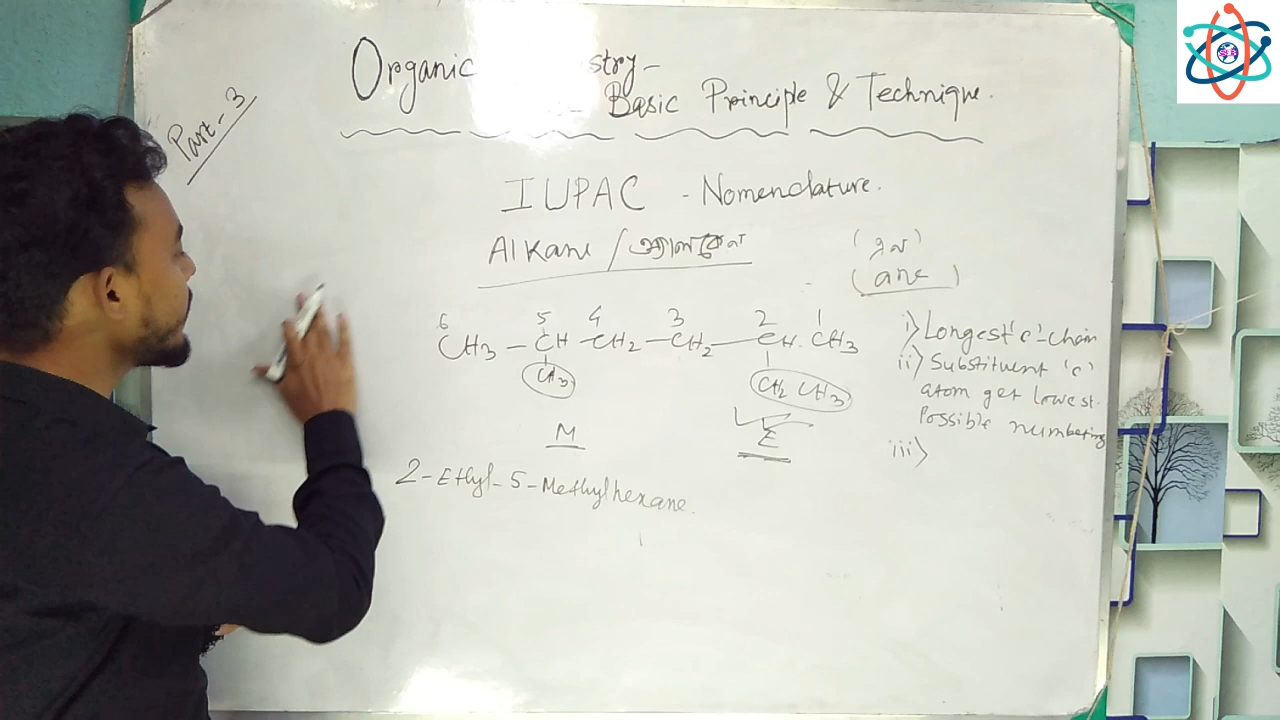 Part-3
Organic stry-
- Basic Principle & Technique.
IUPAC - Nomenclature.
Alkane / অ্যালকেন
(এন)
(ane)
6 5 4 3 2 1
CH3 - CH - CH2 - CH2 - CH . CH3
CH3 CH2 CH3
M E
2-Ethyl-5-Methylhexane.
i) Longest 'c'-chain
ii) Substituent 'c'
atom get lowest.
Possible numbering
iii)